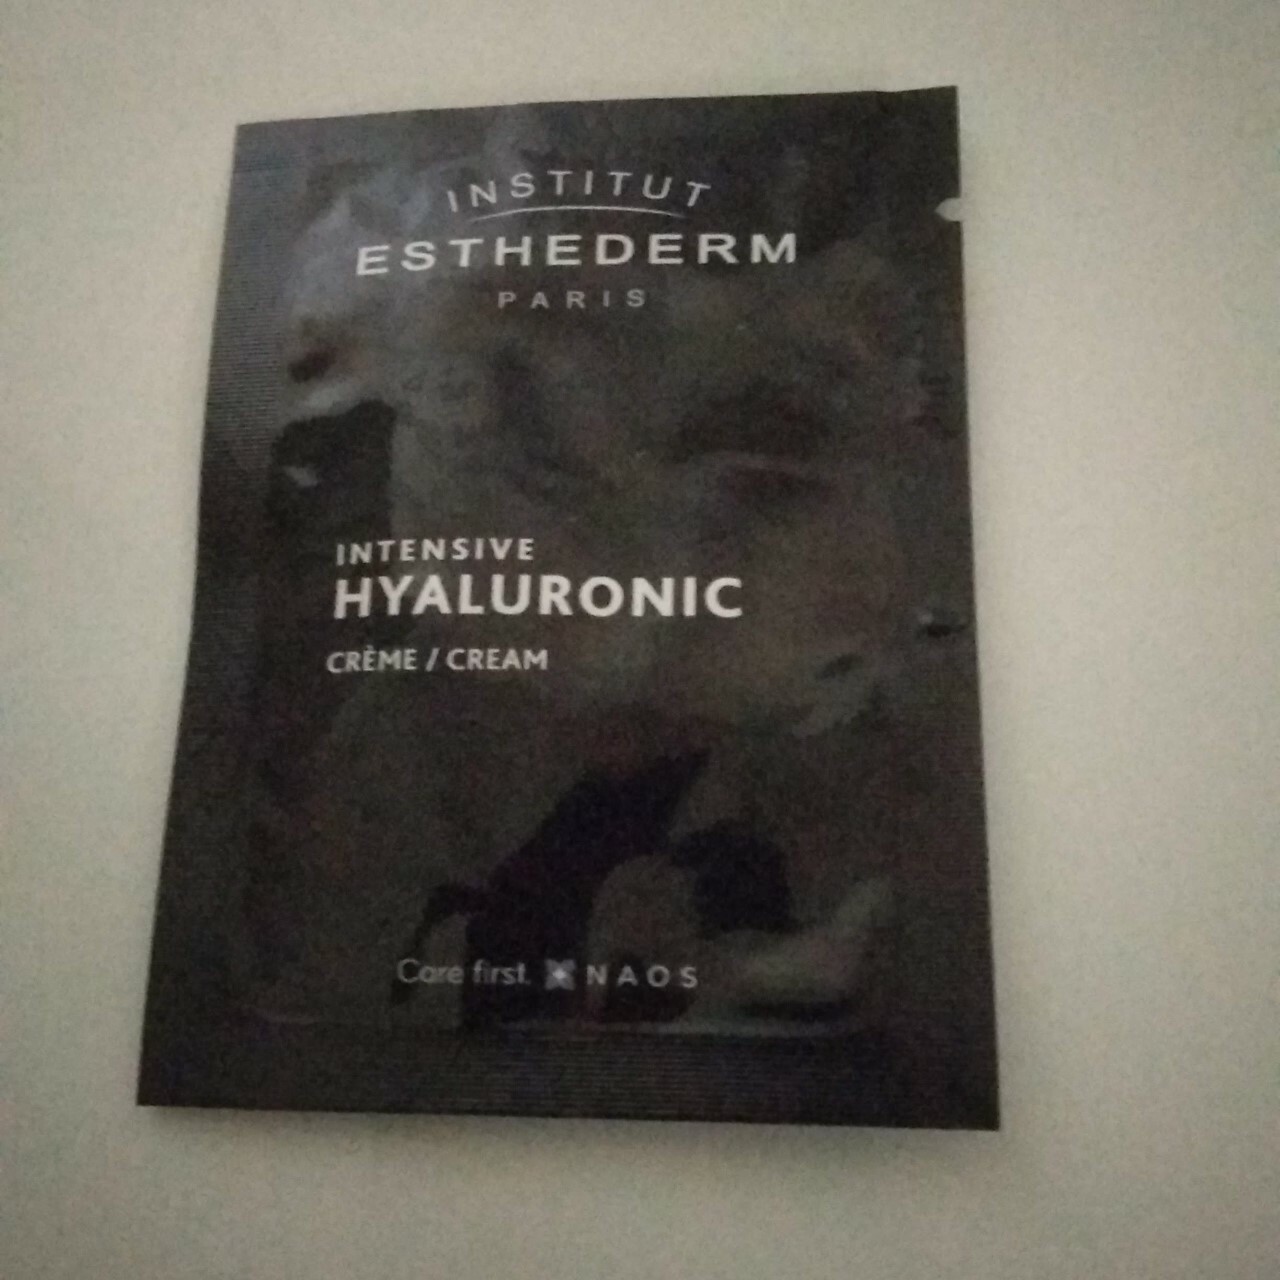 INSTITUT
ESTHEDERM
PARIS
INTENSIVE
HYALURONIC
CRÈME / CREAM
Care first. NAOS